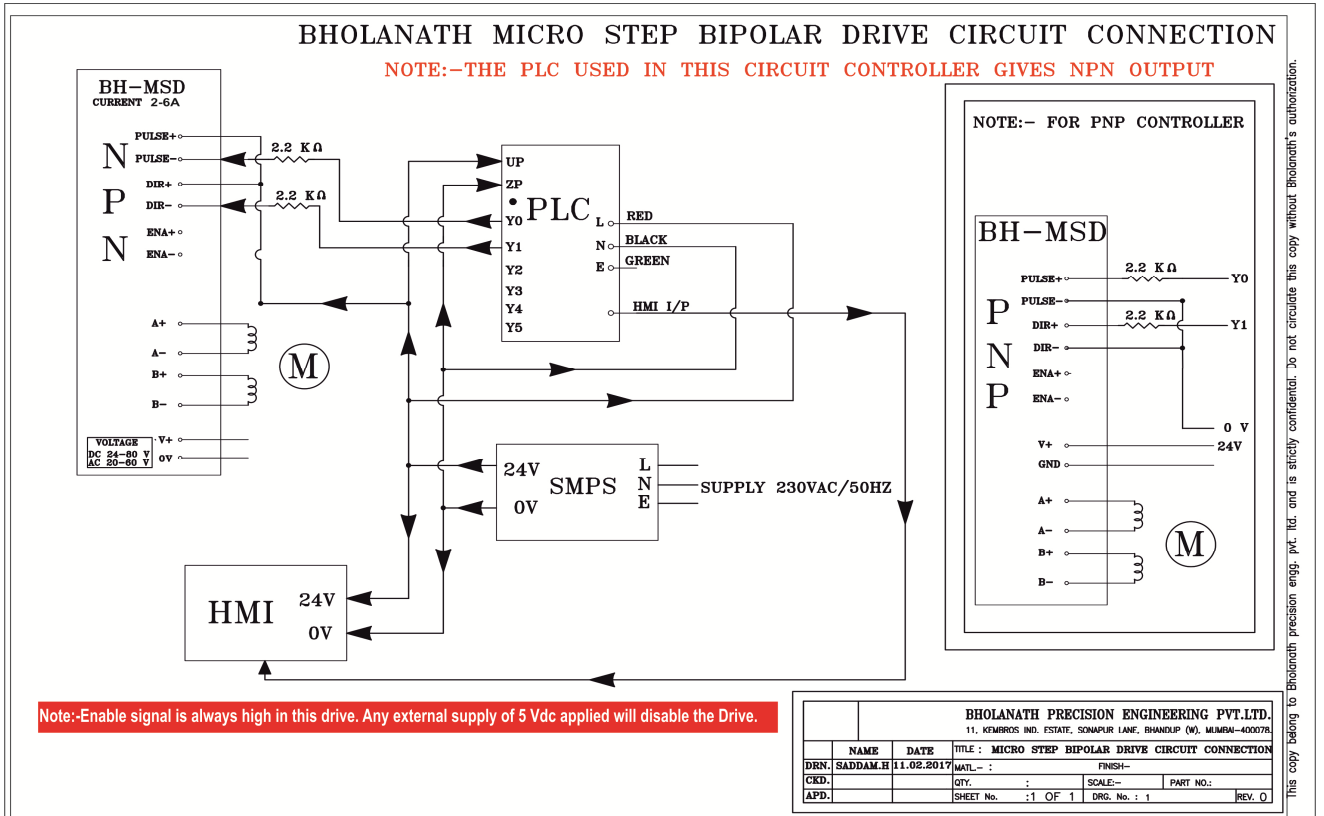 BHOLANATH MICRO STEP BIPOLAR DRIVE CIRCUIT CONNECTION
NOTE:-THE PLC USED IN THIS CIRCUIT CONTROLLER GIVES NPN OUTPUT
BH-MSD
CURRENT 2-6A
N
P
N
PULSE+
PULSE-
DIR+
DIR-
ENA+
ENA-
2.2 KΩ
2.2 KΩ
A+
A-
B+
B-
M
VOLTAGE
DC 24-80 V
AC 20-60 V
V+
0V
UP
ZP
PLC
Y0
Y1
Y2
Y3
Y4
Y5
L
N
E
RED
BLACK
GREEN
HMI I/P
24V
0V
SMPS
L
N
E
SUPPLY 230VAC/50HZ
HMI
24V
0V
NOTE:- FOR PNP CONTROLLER
BH-MSD
P
N
P
PULSE+
PULSE-
DIR+
DIR-
ENA+
ENA-
2.2 KΩ
2.2 KΩ
Y0
Y1
0 V
24V
V+
GND
A+
A-
B+
B-
M
Note:-Enable signal is always high in this drive. Any external supply of 5 Vdc applied will disable the Drive.
BHOLANATH PRECISION ENGINEERING PVT.LTD.
11, KEMBROS IND. ESTATE, SONAPUR LANE, BHANDUP (W), MUMBAI-400078.
NAME DATE TITLE : MICRO STEP BIPOLAR DRIVE CIRCUIT CONNECTION
DRN. SADDAM.H 11.02.2017 MATL.- : FINISH-
CKD. QTY. : SCALE:- PART NO.:
APD. SHEET No. :1 OF 1 DRG. No. : 1 REV. 0
This copy belong to Bholanath precision engg. pvt. ltd. and is strictly confidental. Do not circulate this copy without Bholanath's authorization.